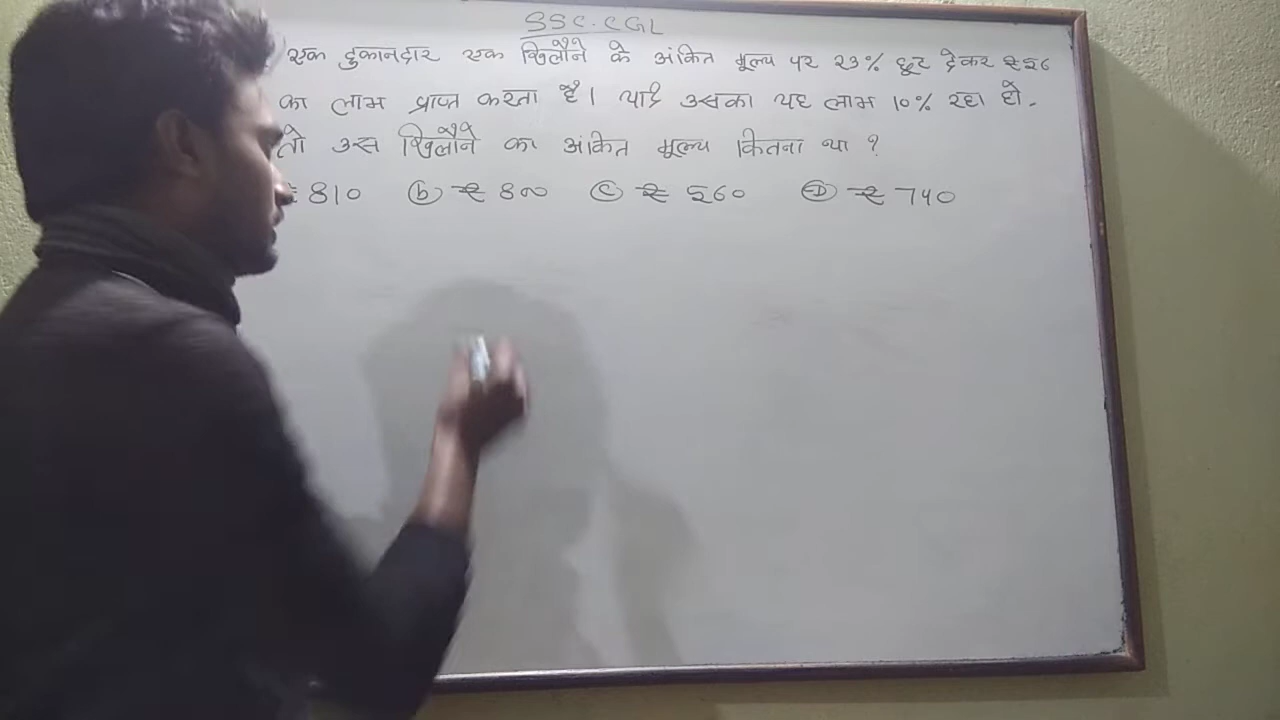 SSC.CGL
एक दुकानदार एक खिलौने के अंकित मूल्य पर 23% छूट देकर ₹56
का लाभ प्राप्त करता है। यदि उसका यह लाभ 10% रहा हो.
तो उस खिलौने का अंकित मूल्य कितना था ?
₹ 810 (b) ₹ 800 (c) ₹ 560 (D) ₹ 740